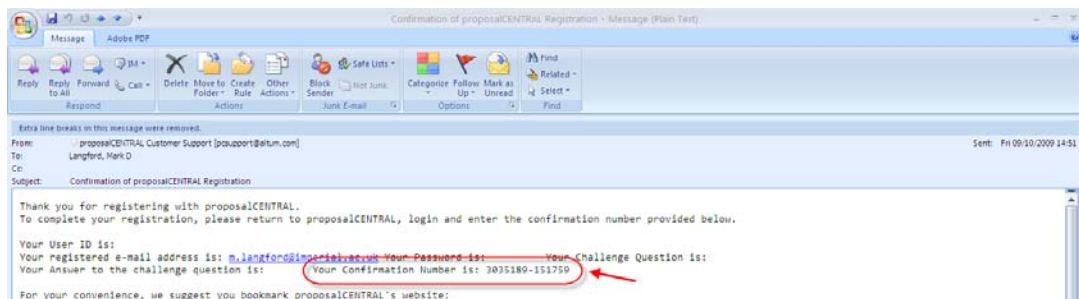 Confirmation of proposalCENTRAL Registration - Message (Plain Text)
Message Adobe PDF
Reply Reply to All Forward IM Call
Delete Move to Folder Create Rule Other Actions
Block Sender Safe Lists Not Junk
Categorize Follow Up Mark as Unread
Find Related Select
Respond Actions Junk E-mail Options Find
Extra line breaks in this message were removed.
From: proposalCENTRAL Customer Support [pcsupport@altum.com] Sent: Fri 09/10/2009 14:51
To: Langford, Mark D
Cc:
Subject: Confirmation of proposalCENTRAL Registration
Thank you for registering with proposalCENTRAL.
To complete your registration, please return to proposalCENTRAL, login and enter the confirmation number provided below.
Your User ID is:
Your registered e-mail address is: m.langford@imperial.ac.uk Your Password is: Your Challenge Question is:
Your Answer to the challenge question is: Your Confirmation Number is: 3035189-151759
For your convenience, we suggest you bookmark proposalCENTRAL's website: